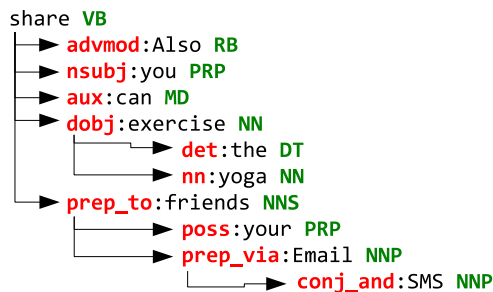 share VB
advmod:Also RB
nsubj:you PRP
aux:can MD
dobj:exercise NN
det:the DT
nn:yoga NN
prep_to:friends NNS
poss:your PRP
prep_via:Email NNP
conj_and:SMS NNP